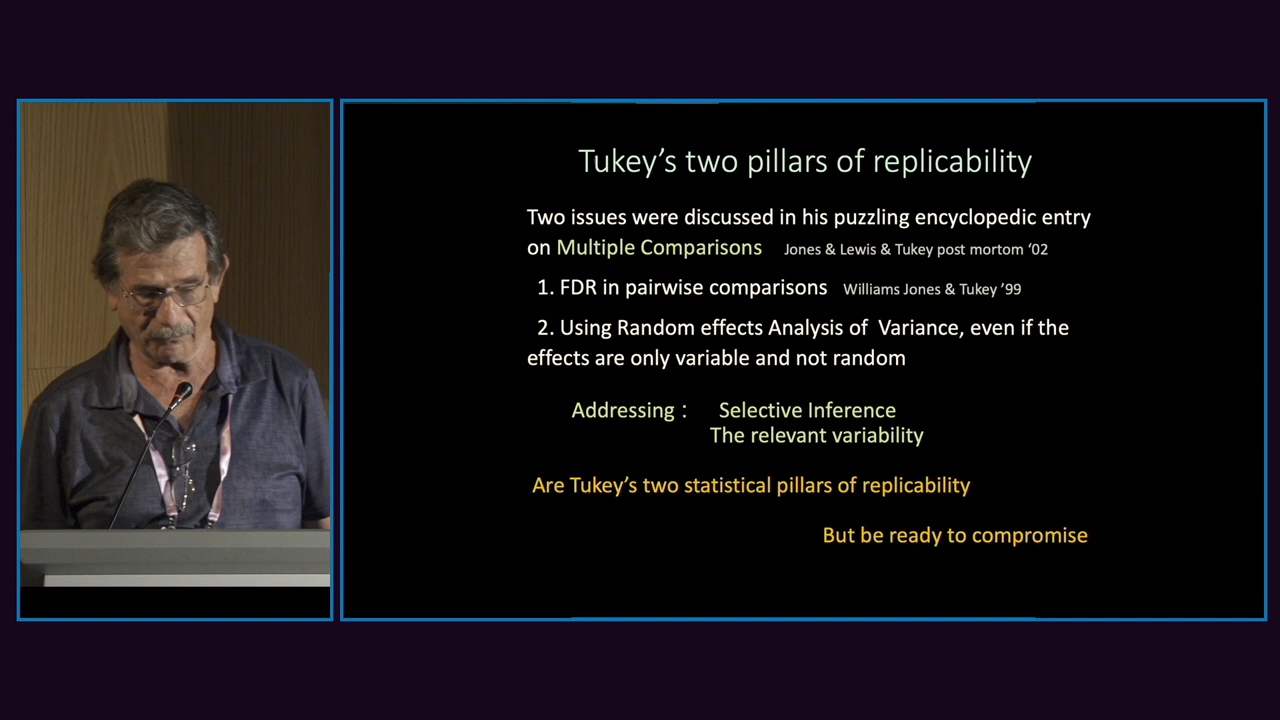 Tukey's two pillars of replicability
Two issues were discussed in his puzzling encyclopedic entry
on Multiple Comparisons Jones & Lewis & Tukey post mortom ‘02
1. FDR in pairwise comparisons Williams Jones & Tukey ’99
2. Using Random effects Analysis of Variance, even if the
effects are only variable and not random
Addressing : Selective Inference
The relevant variability
Are Tukey’s two statistical pillars of replicability
But be ready to compromise